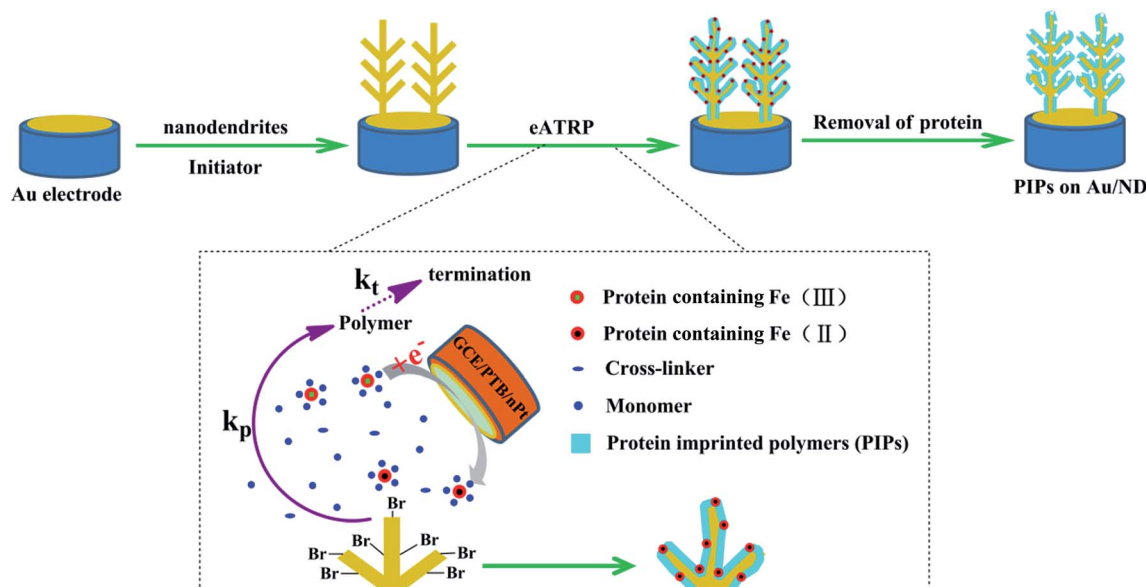 nanodendrites
Initiator
eATRP
Removal of protein
Au electrode
PIPs on Au/ND
kt
termination
Polymer
+e-
GCE/PTB/nPt
kp
Protein containing Fe（Ⅲ）
Protein containing Fe（Ⅱ）
Cross-linker
Monomer
Protein imprinted polymers (PIPs)
Br
Br
Br
Br
Br
Br
Br